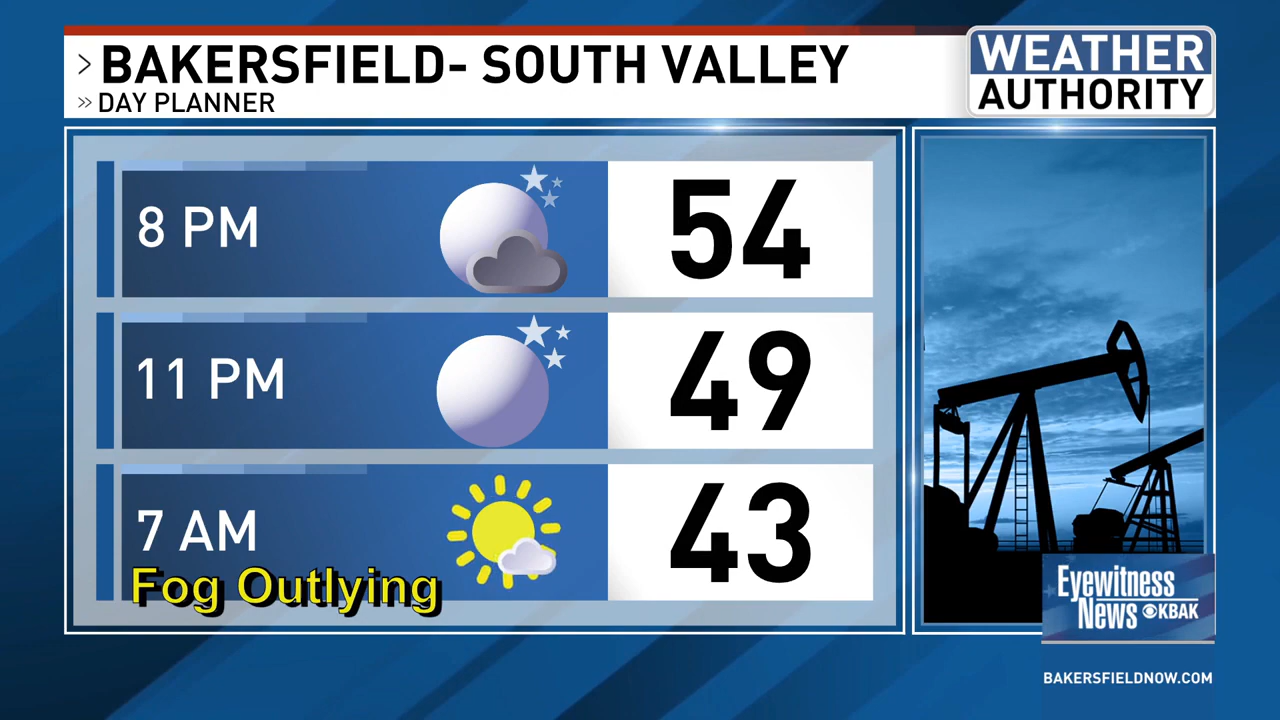 > BAKERSFIELD- SOUTH VALLEY
» DAY PLANNER
WEATHER
AUTHORITY
8 PM
54
11 PM
49
7 AM
43
Fog Outlying
Eyewitness
News KBAK
BAKERSFIELDNOW.COM